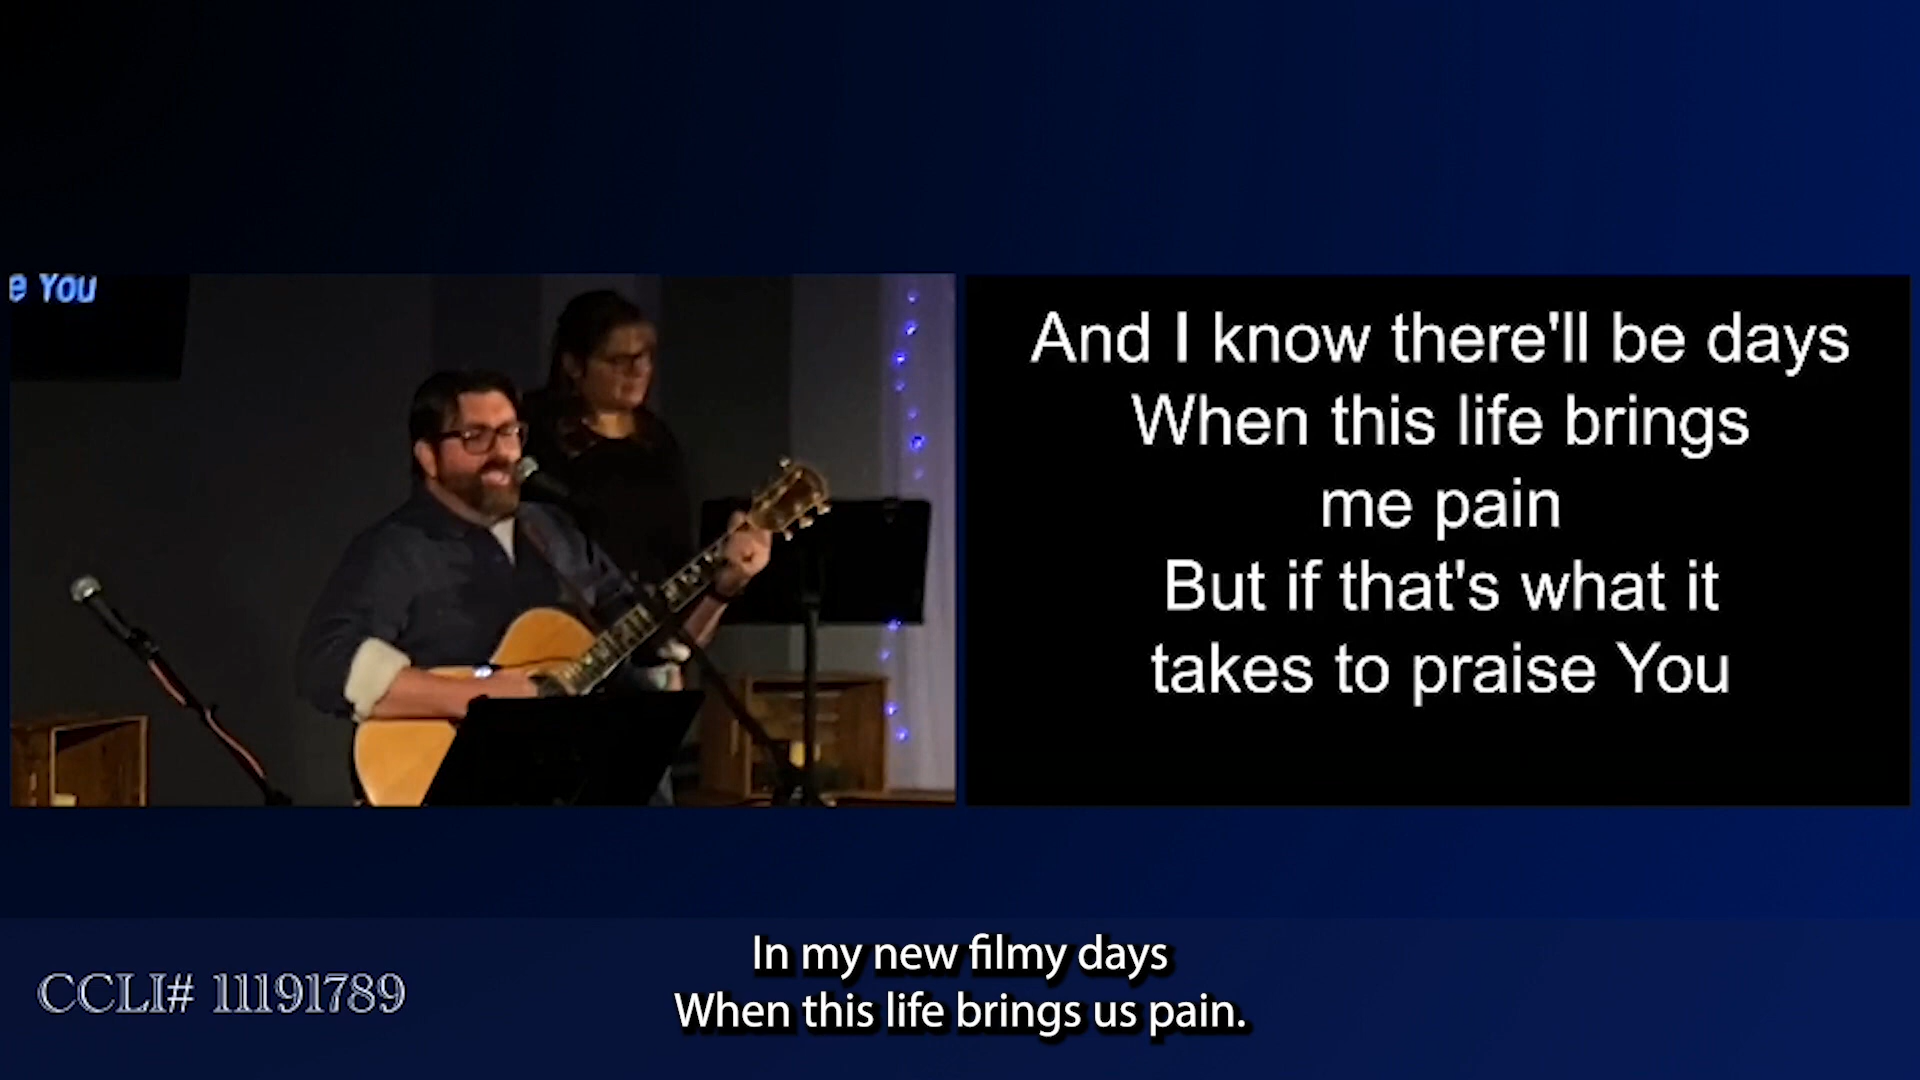 e You
And I know there'll be days
When this life brings
me pain
But if that's what it
takes to praise You
CCLI# 11191789
In my new filmy days
When this life brings us pain.